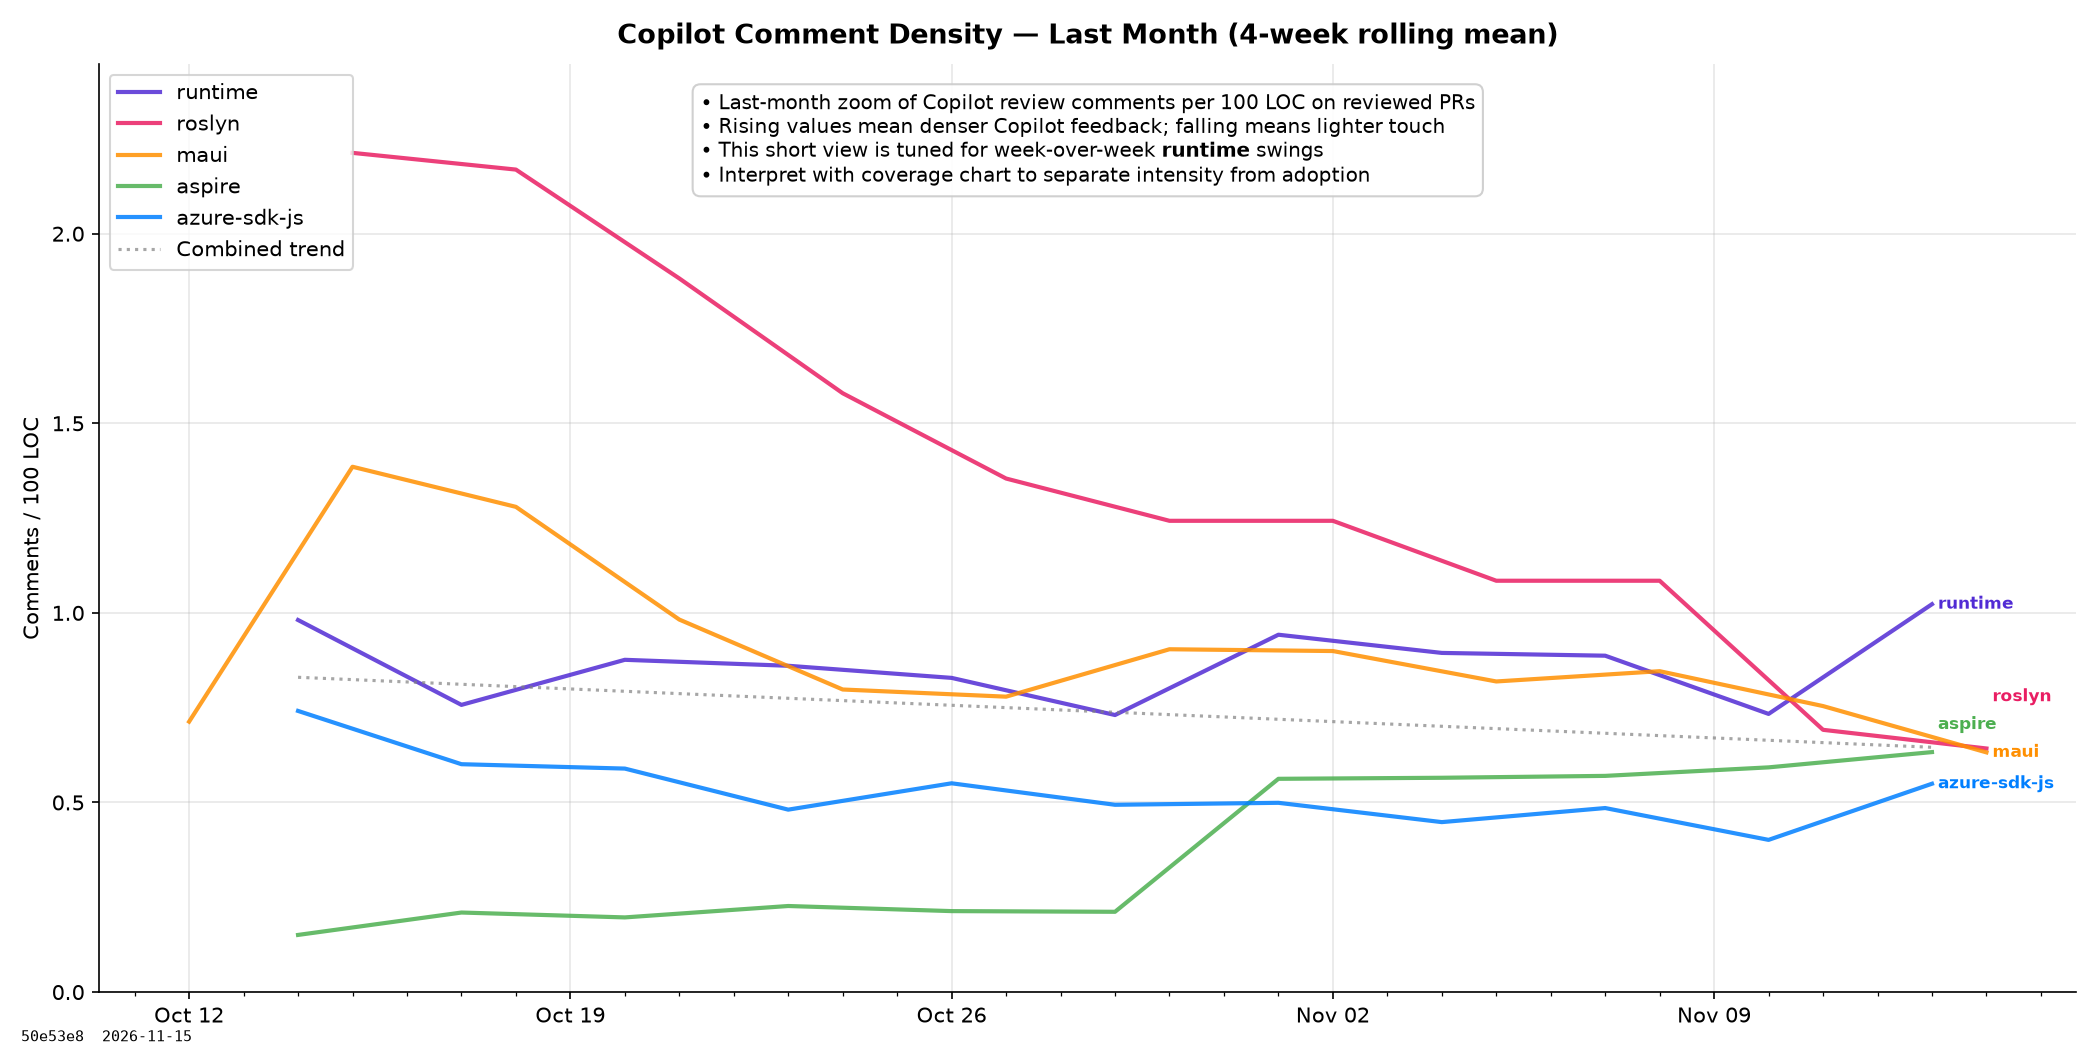 Copilot Comment Density — Last Month (4-week rolling mean)
runtime
roslyn
maui
aspire
azure-sdk-js
Combined trend
• Last-month zoom of Copilot review comments per 100 LOC on reviewed PRs
• Rising values mean denser Copilot feedback; falling means lighter touch
• This short view is tuned for week-over-week runtime swings
• Interpret with coverage chart to separate intensity from adoption
Comments / 100 LOC
2.0
1.5
1.0
0.5
0.0
runtime
roslyn
aspire
maui
azure-sdk-js
Oct 12
Oct 19
Oct 26
Nov 02
Nov 09
50e53e8 2026-11-15